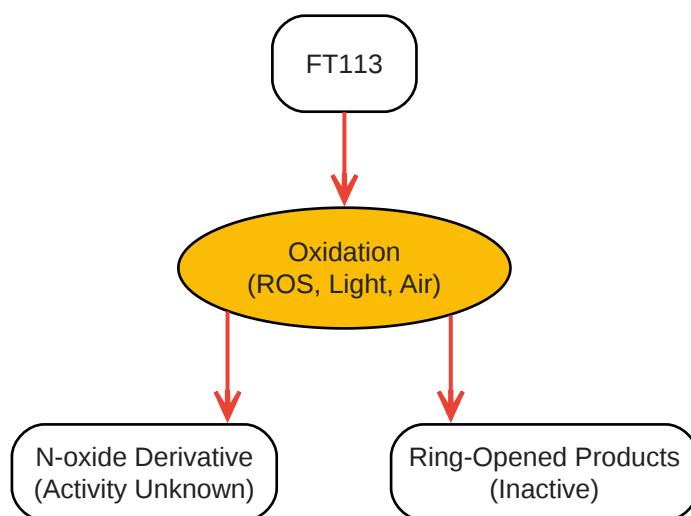 FT113
Oxidation
(ROS, Light, Air)
N-oxide Derivative
(Activity Unknown)
Ring-Opened Products
(Inactive)